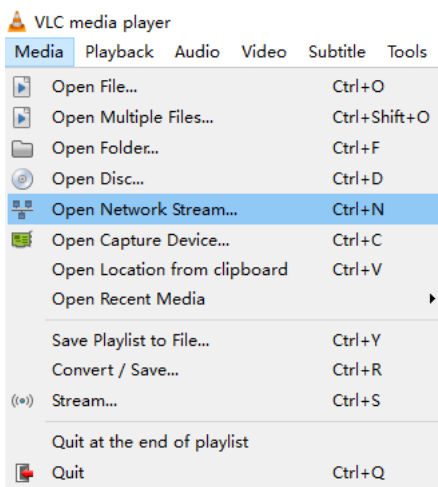 VLC media player
Media Playback Audio Video Subtitle Tools
Open File... Ctrl+O
Open Multiple Files... Ctrl+Shift+O
Open Folder... Ctrl+F
Open Disc... Ctrl+D
Open Network Stream... Ctrl+N
Open Capture Device... Ctrl+C
Open Location from clipboard Ctrl+V
Open Recent Media
Save Playlist to File... Ctrl+Y
Convert / Save... Ctrl+R
Stream... Ctrl+S
Quit at the end of playlist
Quit Ctrl+Q